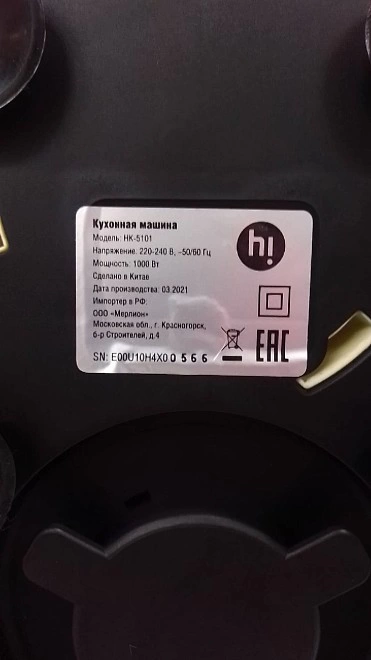 Кухонная машина
Модель: HK-5101
Напряжение: 220-240 В, ~50/60 Гц
Мощность: 1000 Вт
Сделано в Китае
Дата производства: 03.2021
Импортер в РФ:
ООО «Мерлион»
Московская обл., г. Красногорск,
б-р Строителей, д.4
SN: E00U10H4X00566
hi
EAC